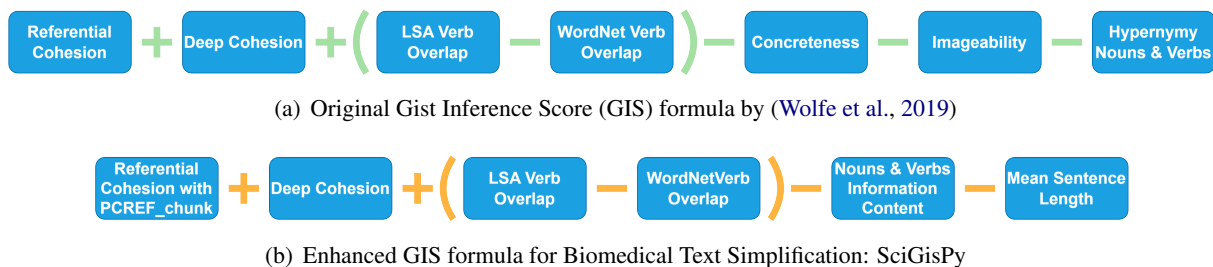 Referential
Cohesion
+
Deep Cohesion
+
(
LSA Verb
Overlap
−
WordNet Verb
Overlap
)
−
Concreteness
−
Imageability
−
Hypernymy
Nouns & Verbs
(a) Original Gist Inference Score (GIS) formula by (Wolfe et al., 2019)
Referential
Cohesion with
PCREF_chunk
+
Deep Cohesion
+
(
LSA Verb
Overlap
−
WordNetVerb
Overlap
)
−
Nouns & Verbs
Information
Content
−
Mean Sentence
Length
(b) Enhanced GIS formula for Biomedical Text Simplification: SciGisPy